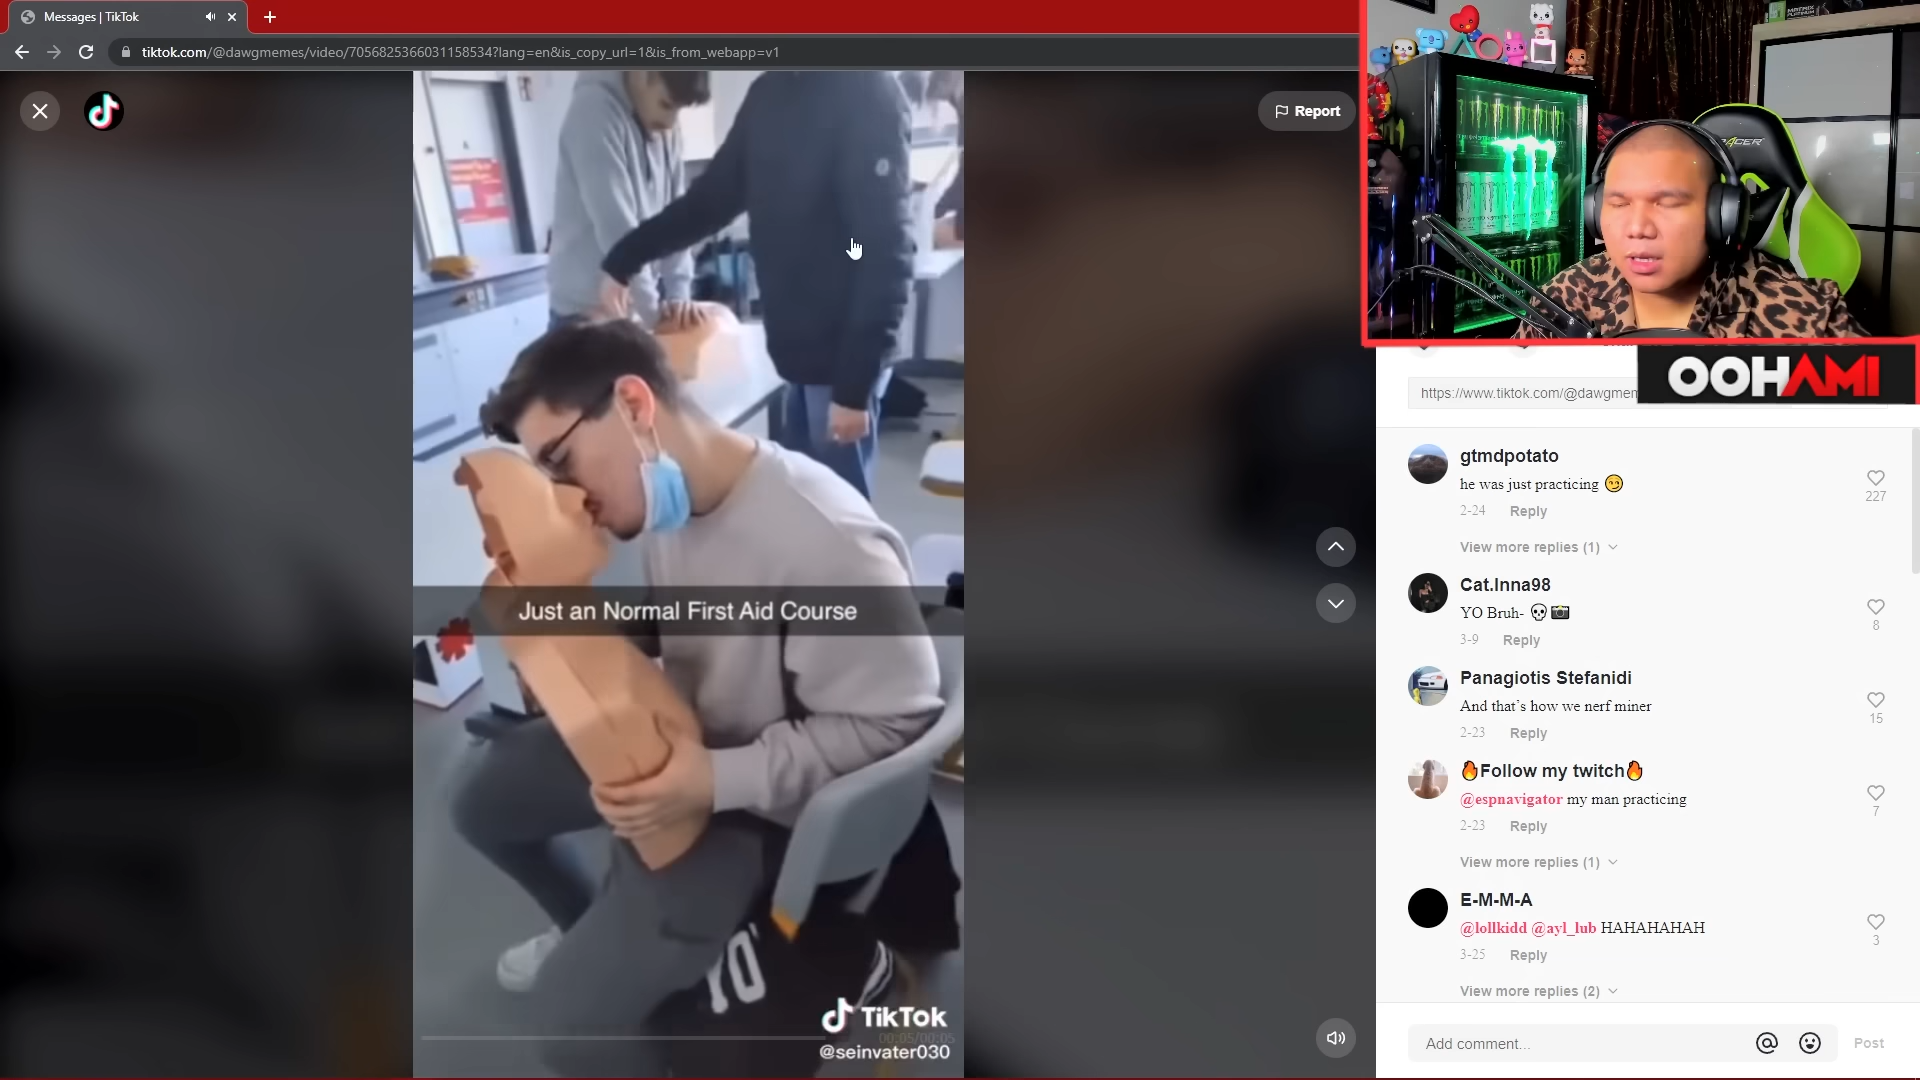 Messages | TikTok
tiktok.com/@dawgmemes/video/7056825366031158534?lang=en&is_copy_url=1&is_from_webapp=v1
Report
Just an Normal First Aid Course
TikTok
@seinvater030
OOHAMI
https://www.tiktok.com/@dawgmem
gtmdpotato
he was just practicing 😏
227
2-24 Reply
View more replies (1)
Cat.Inna98
YO Bruh- 💀📸
8
3-9 Reply
Panagiotis Stefanidi
And that's how we nerf miner
15
2-23 Reply
🔥Follow my twitch🔥
@espnavigator my man practicing
7
2-23 Reply
View more replies (1)
E-M-M-A
@lollkidd @ayl_lub HAHAHAHAH
3
3-25 Reply
View more replies (2)
Add comment...
Post